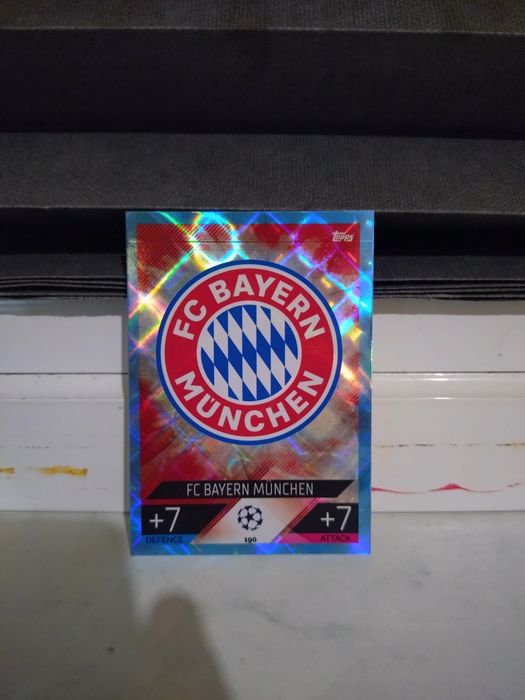 Topps
FC BAYERN
MÜNCHEN
FC BAYERN MÜNCHEN
+7
+7
DEFENCE
190
ATTACK